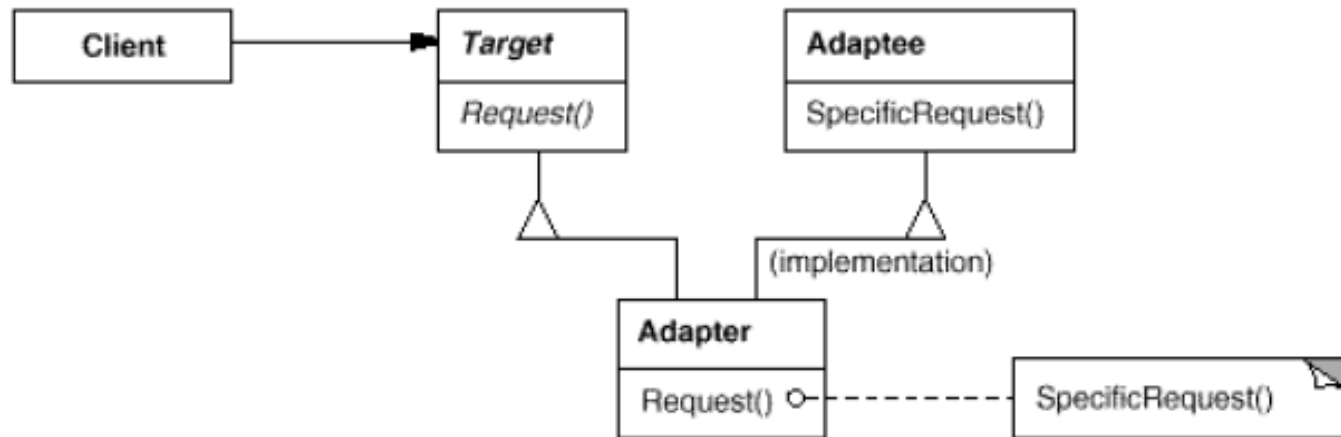 Client
Target
Request()
Adaptee
SpecificRequest()
(implementation)
Adapter
Request()
SpecificRequest()